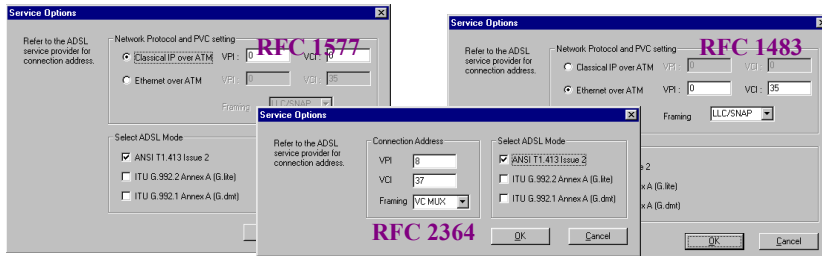 Service Options
Refer to the ADSL
service provider for
connection address.
Network Protocol and PVC setting
RFC 1577
Classical IP over ATM VPI : 0 VCI : 0
Ethernet over ATM VPI : 0 VCI : 35
Framing LLC/SNAP
Select ADSL Mode
ANSI T1.413 Issue 2
ITU G.992.2 Annex A (G.lite)
ITU G.992.1 Annex A (G.dmt)
Service Options
Refer to the ADSL
service provider for
connection address.
Connection Address
VPI 8
VCI 37
Framing VC MUX
RFC 2364
Select ADSL Mode
ANSI T1.413 Issue 2
ITU G.992.2 Annex A (G.lite)
ITU G.992.1 Annex A (G.dmt)
OK Cancel
Service Options
Refer to the ADSL
service provider for
connection address.
Network Protocol and PVC setting
RFC 1483
Classical IP over ATM VPI : 0 VCI : 0
Ethernet over ATM VPI : 0 VCI : 35
Framing LLC/SNAP
e 2
x A (G.lite)
x A (G.dmt)
OK Cancel